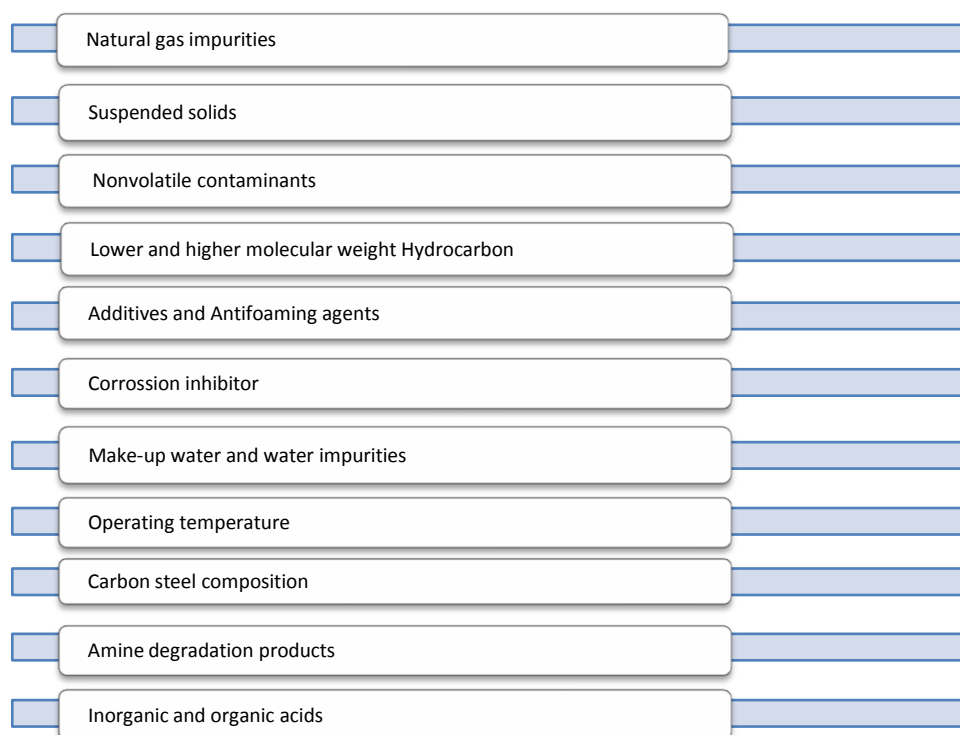 Natural gas impurities
Suspended solids
Nonvolatile contaminants
Lower and higher molecular weight Hydrocarbon
Additives and Antifoaming agents
Corrossion inhibitor
Make-up water and water impurities
Operating temperature
Carbon steel composition
Amine degradation products
Inorganic and organic acids